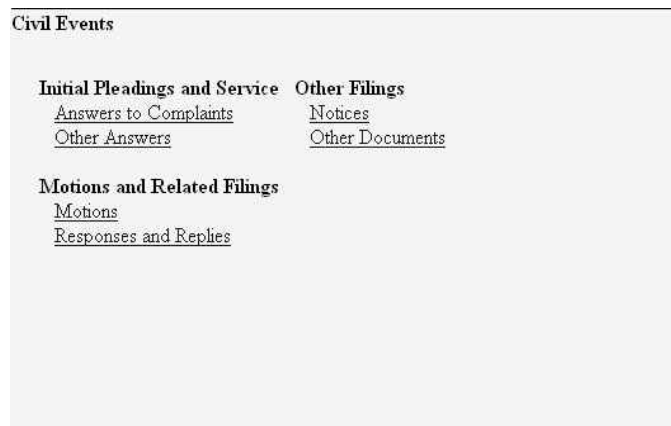 Civil Events
Initial Pleadings and Service Other Filings
Answers to Complaints Notices
Other Answers Other Documents
Motions and Related Filings
Motions
Responses and Replies